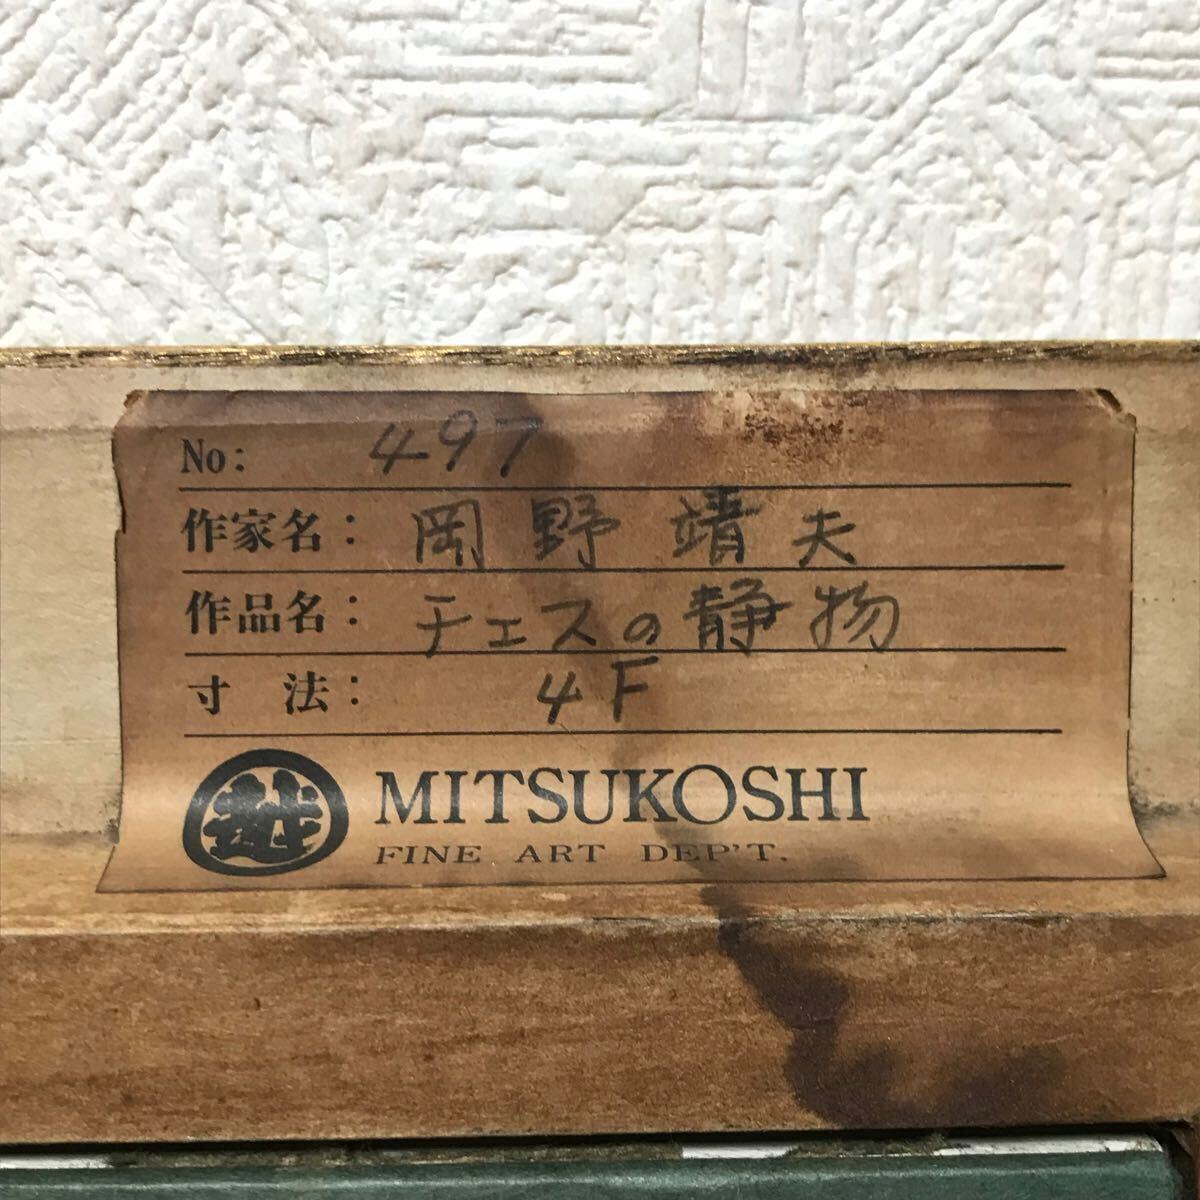 No: 497
作家名: 岡野靖夫
作品名: チェスの静物
寸 法: 4F
越 MITSUKOSHI
FINE ART DEP'T.